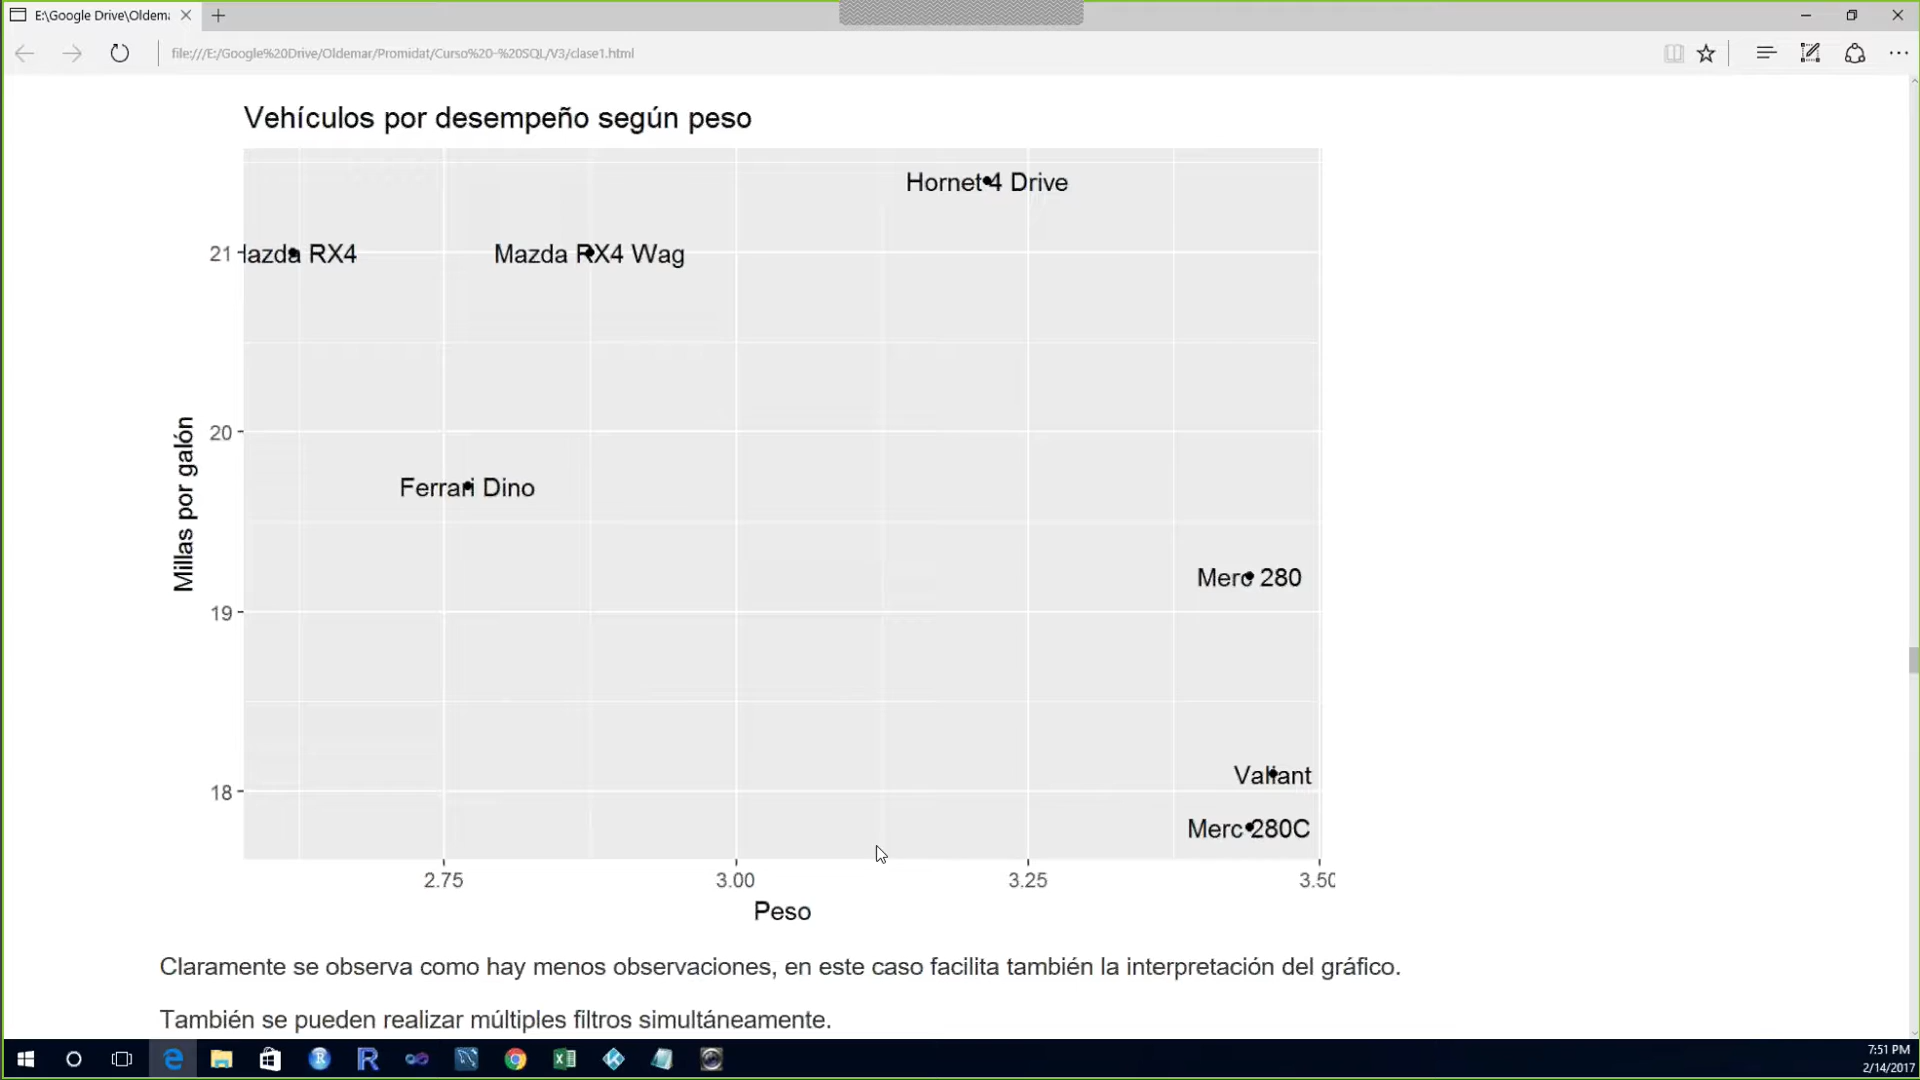 E:\Google Drive\Oldema
file:///E:/Google%20Drive/Oldemar/Promidat/Curso%20-%20SQL/V3/clase1.html
Vehículos por desempeño según peso
Hornet 4 Drive
21
azda RX4
Mazda RX4 Wag
20
Ferrari Dino
Millas por galón
Merc 280
19
Valiant
18
Merc 280C
2.75
3.00
3.25
3.50
Peso
Claramente se observa como hay menos observaciones, en este caso facilita también la interpretación del gráfico.
También se pueden realizar múltiples filtros simultáneamente.
7:51 PM
2/14/2017